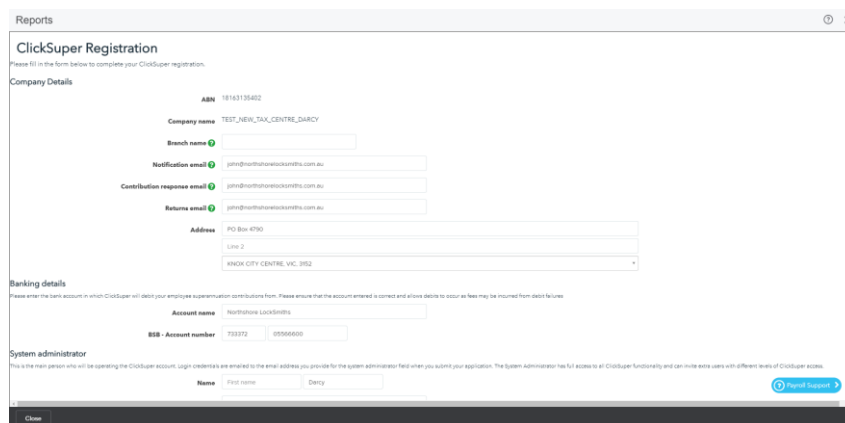 Reports
ClickSuper Registration
Please fill in the form below to complete your ClickSuper registration.
Company Details
ABN 18163135402
Company name TEST_NEW_TAX_CENTRE_DARCY
Branch name
Notification email john@northshorelocksmiths.com.au
Contribution response email john@northshorelocksmiths.com.au
Returns email john@northshorelocksmiths.com.au
Address PO Box 4790
Line 2
KNOX CITY CENTRE, VIC, 3152
Banking details
Please enter the bank account in which ClickSuper will debit your employee superannuation contributions from. Please ensure that the account entered is correct and allows debits to occur as fees may be incurred from debit failures
Account name Northshore LockSmiths
BSB - Account number 733372 05566600
System administrator
This is the main person who will be operating the ClickSuper account. Login credentials are emailed to the email address you provide for the system administrator field when you submit your application. The System Administrator has full access to all ClickSuper functionality and can invite extra users with different levels of ClickSuper access.
Name First name Darcy
Payroll Support
Close